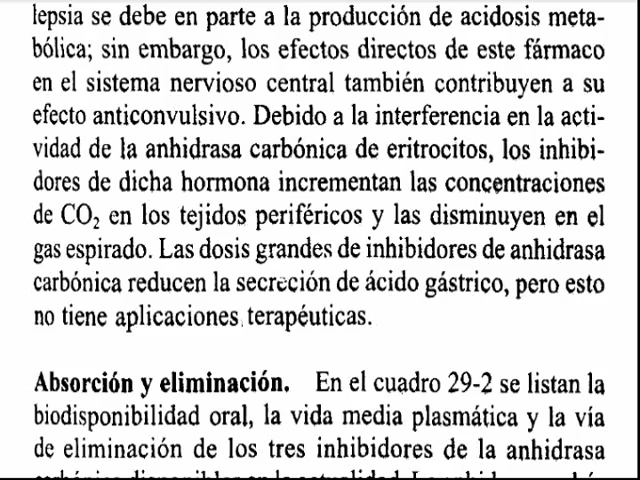 lepsia se debe en parte a la producción de acidosis meta-
bólica; sin embargo, los efectos directos de este fármaco
en el sistema nervioso central también contribuyen a su
efecto anticonvulsivo. Debido a la interferencia en la acti-
vidad de la anhidrasa carbónica de eritrocitos, los inhibi-
dores de dicha hormona incrementan las concentraciones
de CO₂ en los tejidos periféricos y las disminuyen en el
gas espirado. Las dosis grandes de inhibidores de anhidrasa
carbónica reducen la secreción de ácido gástrico, pero esto
no tiene aplicaciones terapéuticas.
Absorción y eliminación. En el cuadro 29-2 se listan la
biodisponibilidad oral, la vida media plasmática y la vía
de eliminación de los tres inhibidores de la anhidrasa